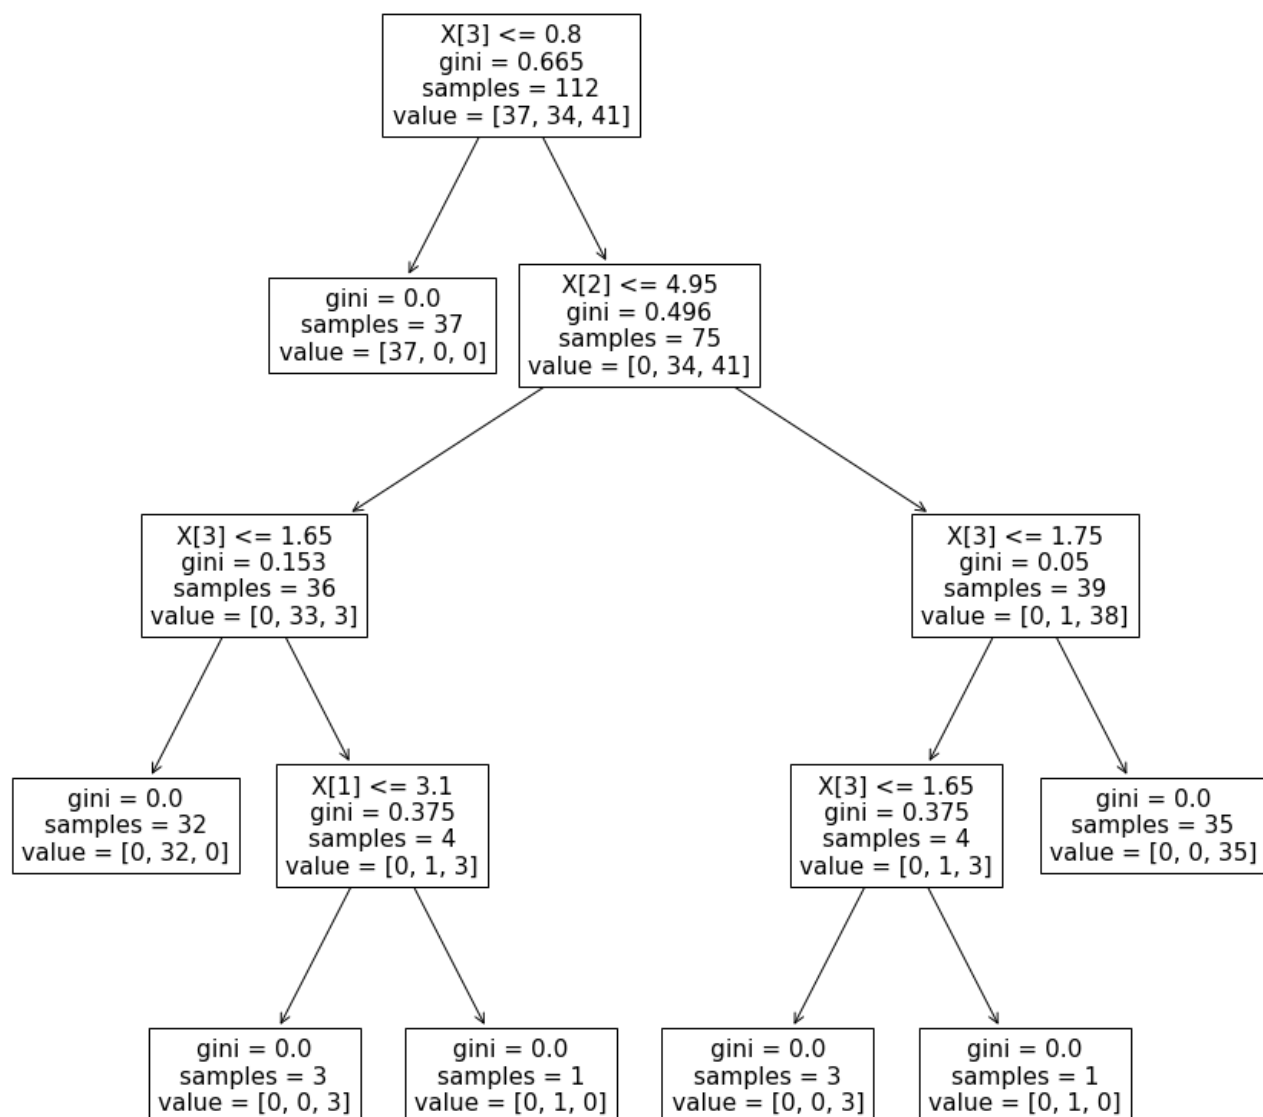 X[3] <= 0.8
gini = 0.665
samples = 112
value = [37, 34, 41]
gini = 0.0
samples = 37
value = [37, 0, 0]
X[2] <= 4.95
gini = 0.496
samples = 75
value = [0, 34, 41]
X[3] <= 1.65
gini = 0.153
samples = 36
value = [0, 33, 3]
X[3] <= 1.75
gini = 0.05
samples = 39
value = [0, 1, 38]
gini = 0.0
samples = 32
value = [0, 32, 0]
X[1] <= 3.1
gini = 0.375
samples = 4
value = [0, 1, 3]
X[3] <= 1.65
gini = 0.375
samples = 4
value = [0, 1, 3]
gini = 0.0
samples = 35
value = [0, 0, 35]
gini = 0.0
samples = 3
value = [0, 0, 3]
gini = 0.0
samples = 1
value = [0, 1, 0]
gini = 0.0
samples = 3
value = [0, 0, 3]
gini = 0.0
samples = 1
value = [0, 1, 0]